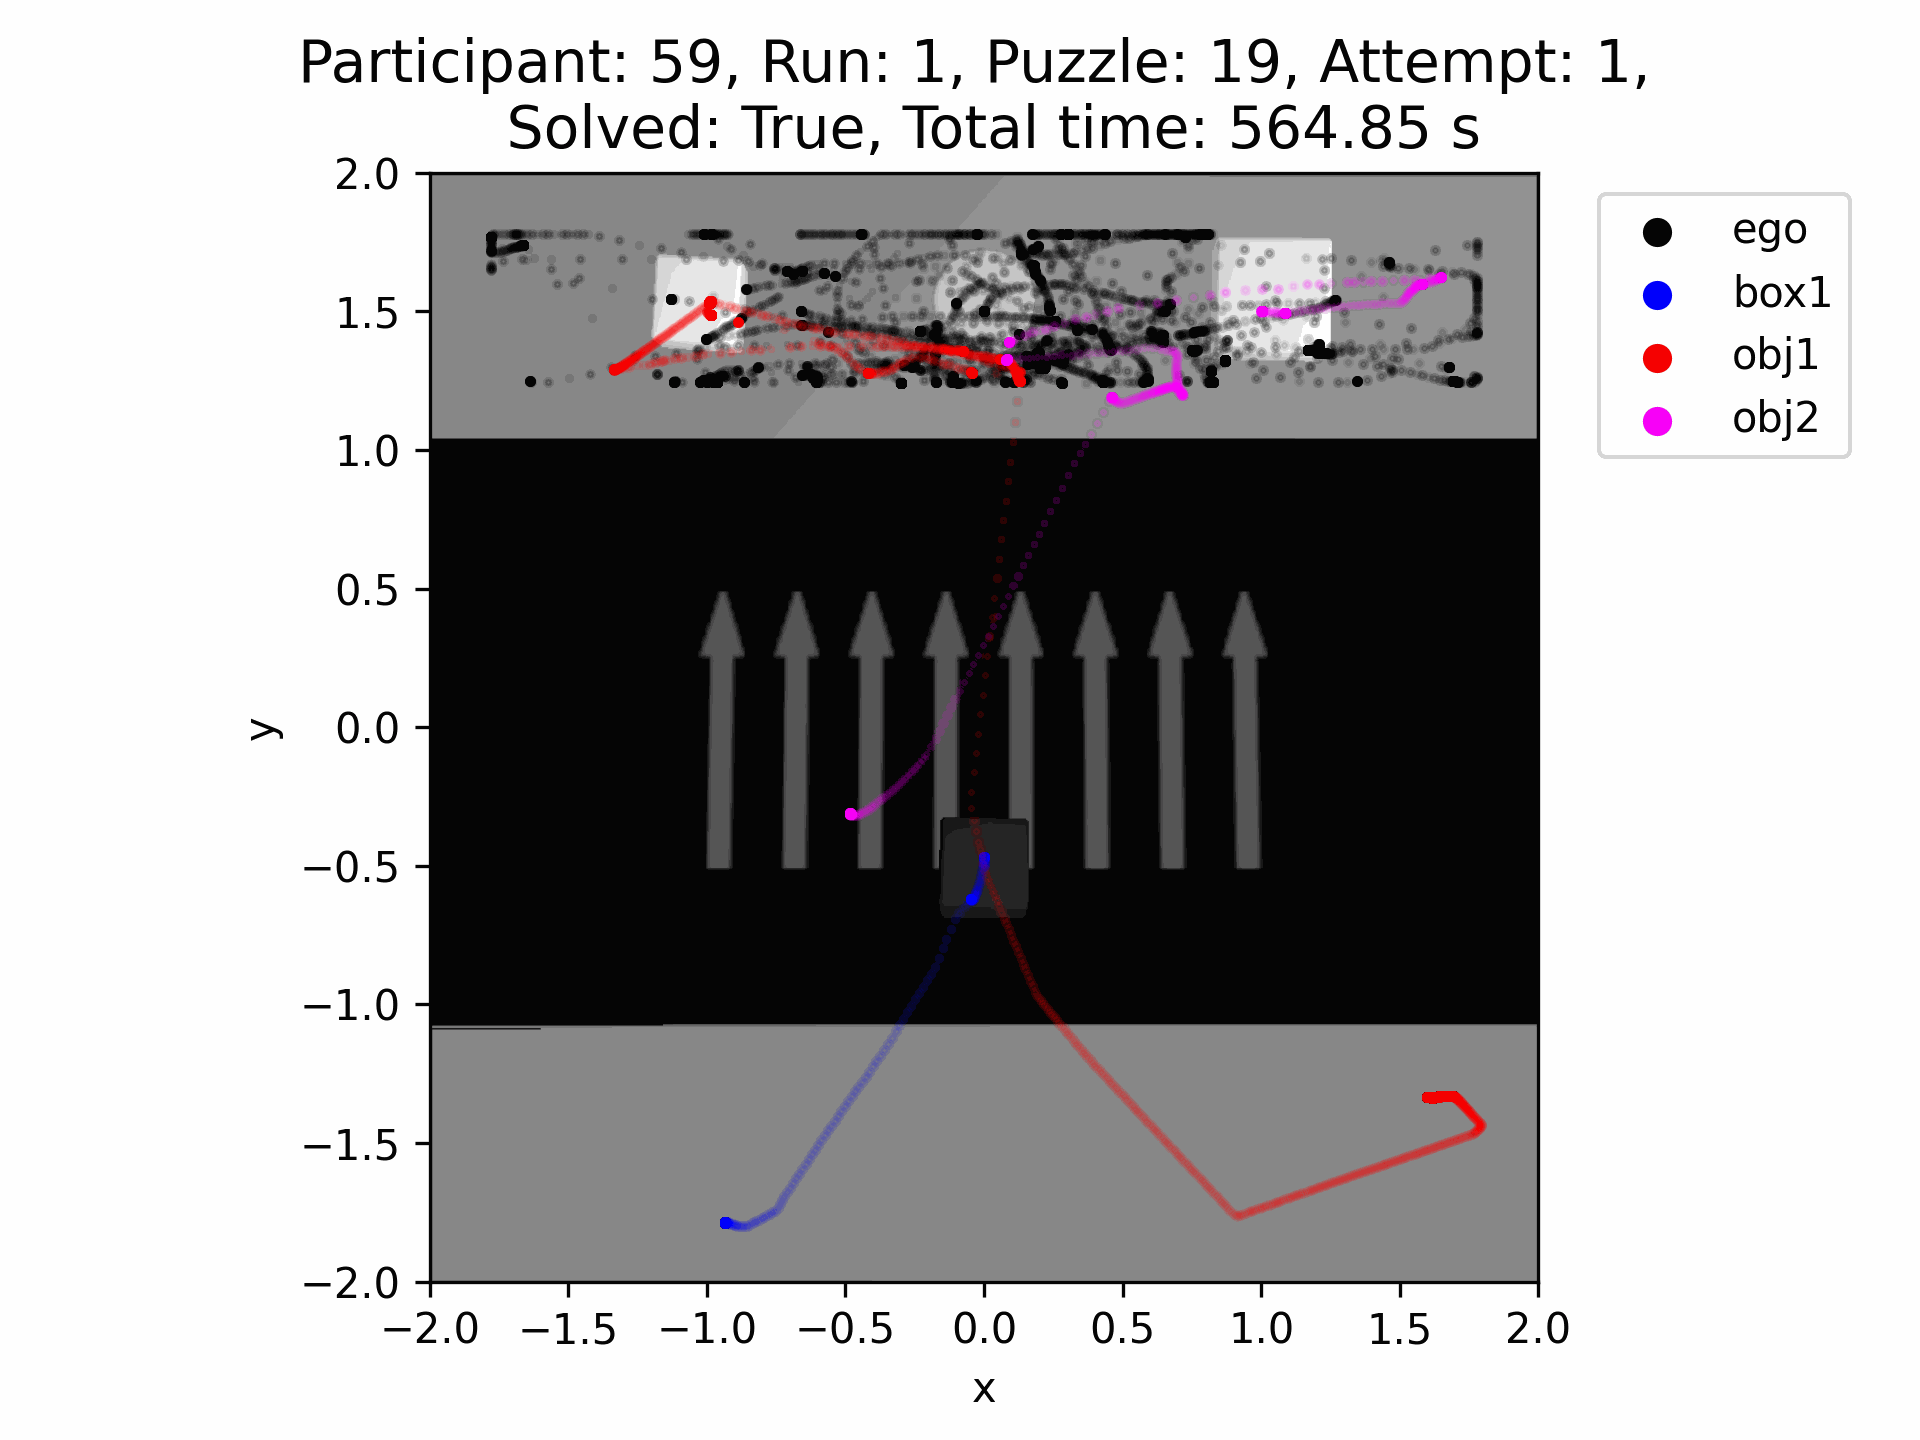 Participant: 59, Run: 1, Puzzle: 19, Attempt: 1,
Solved: True, Total time: 564.85 s
ego
box1
obj1
obj2
2.0
1.5
1.0
0.5
0.0
−0.5
−1.0
−1.5
−2.0
y
−2.0 −1.5 −1.0 −0.5 0.0 0.5 1.0 1.5 2.0
x